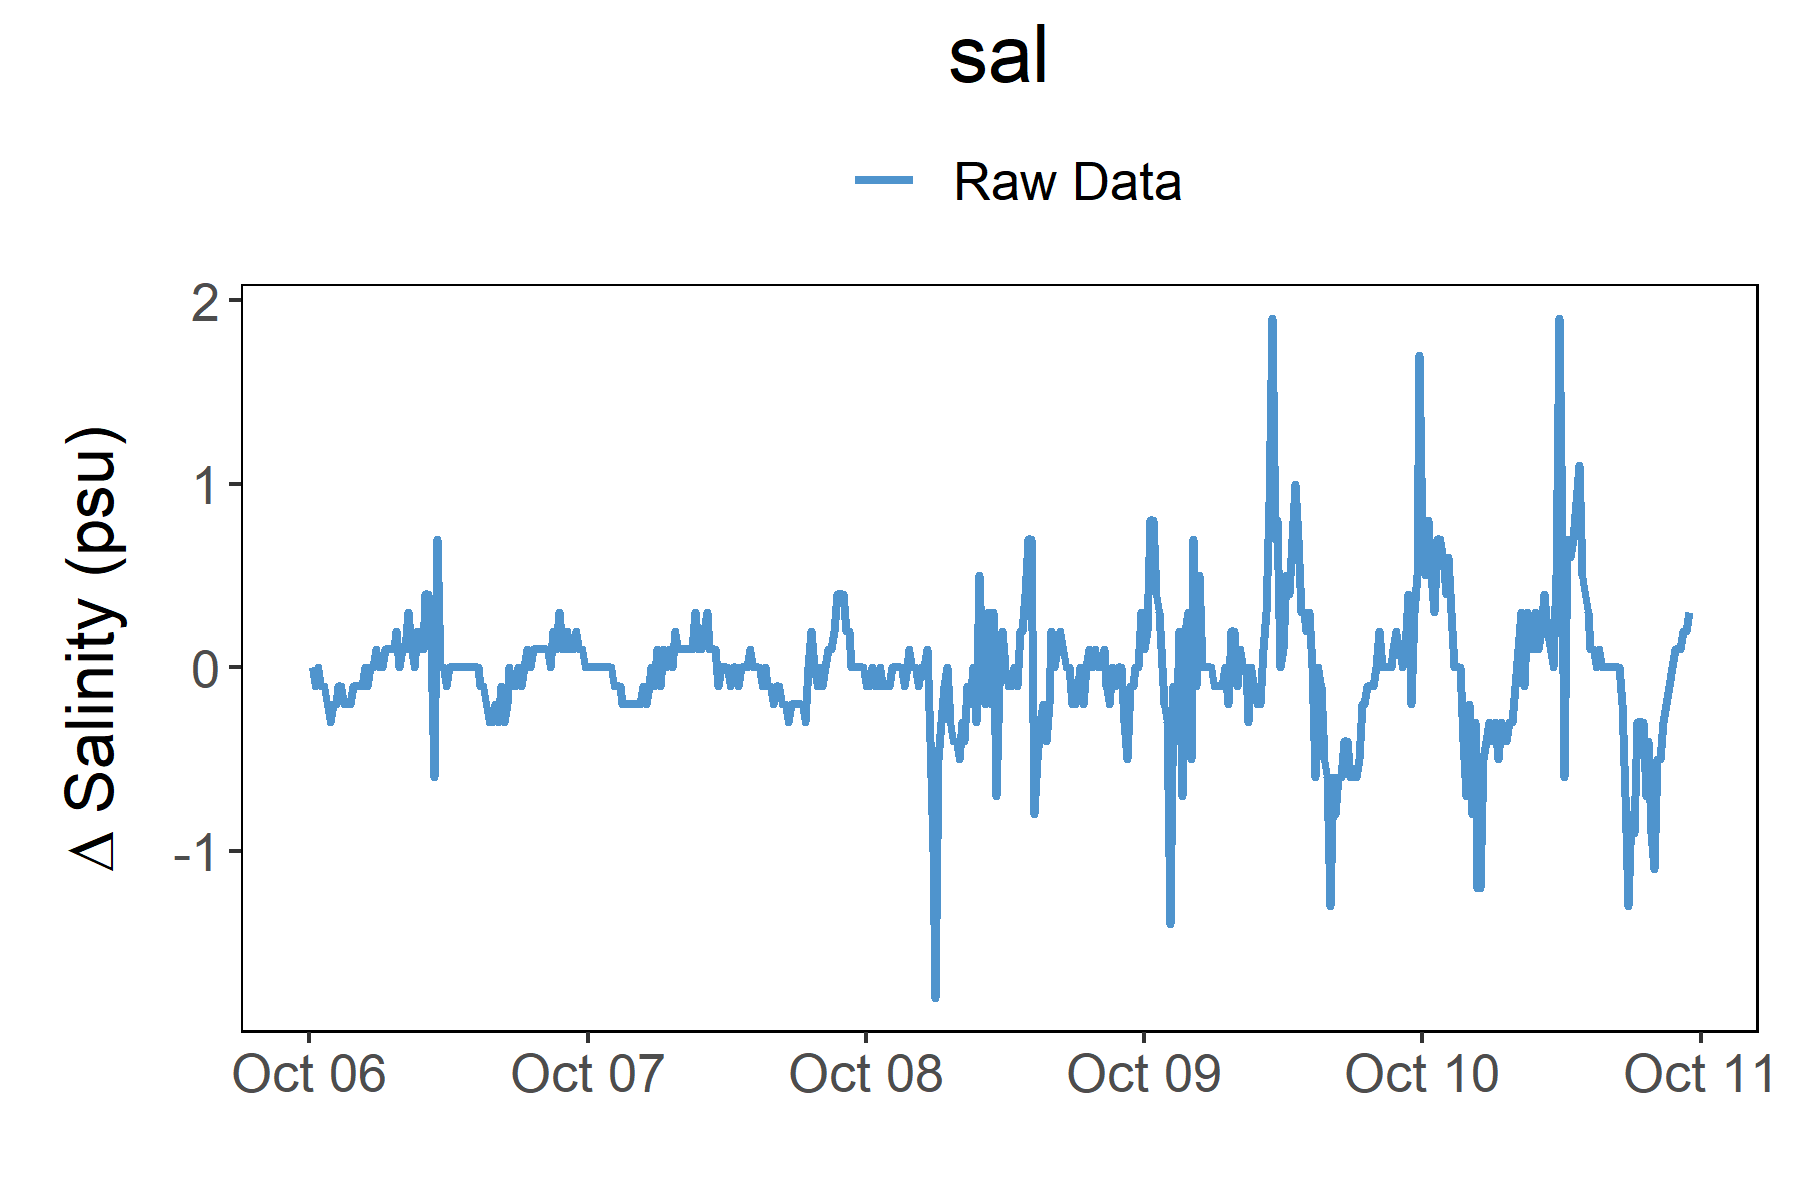 sal
Raw Data
Δ Salinity (psu)
2
1
0
-1
Oct 06
Oct 07
Oct 08
Oct 09
Oct 10
Oct 11